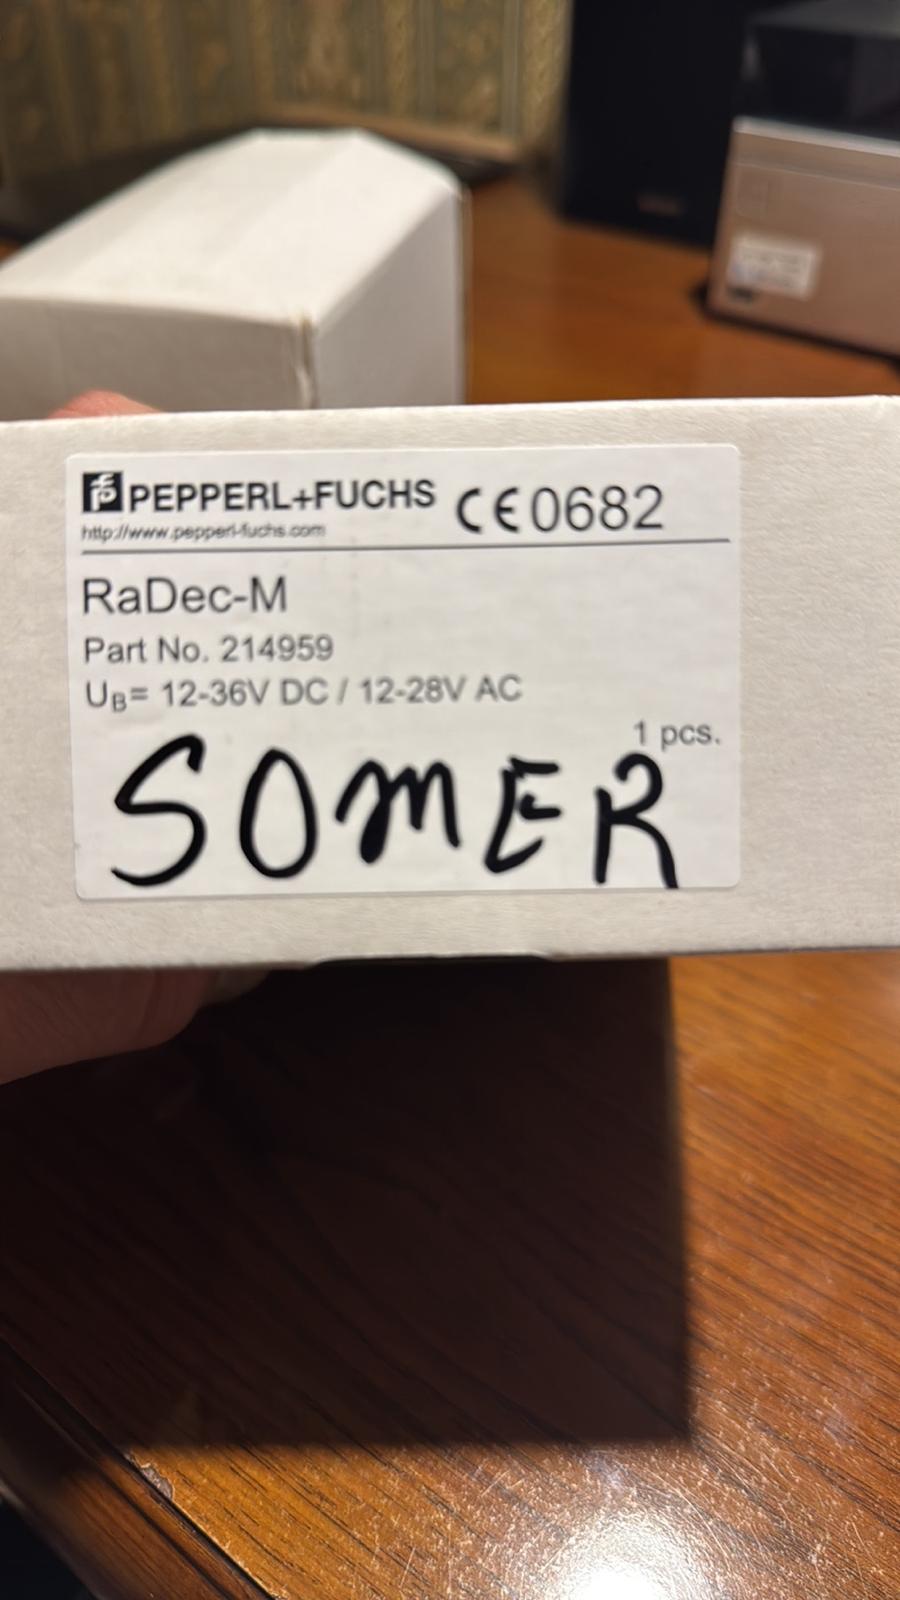 PEPPERL+FUCHS CE0682
http://www.pepperl-fuchs.com
RaDec-M
Part No. 214959
UB= 12-36V DC / 12-28V AC
1 pcs.
SOMER